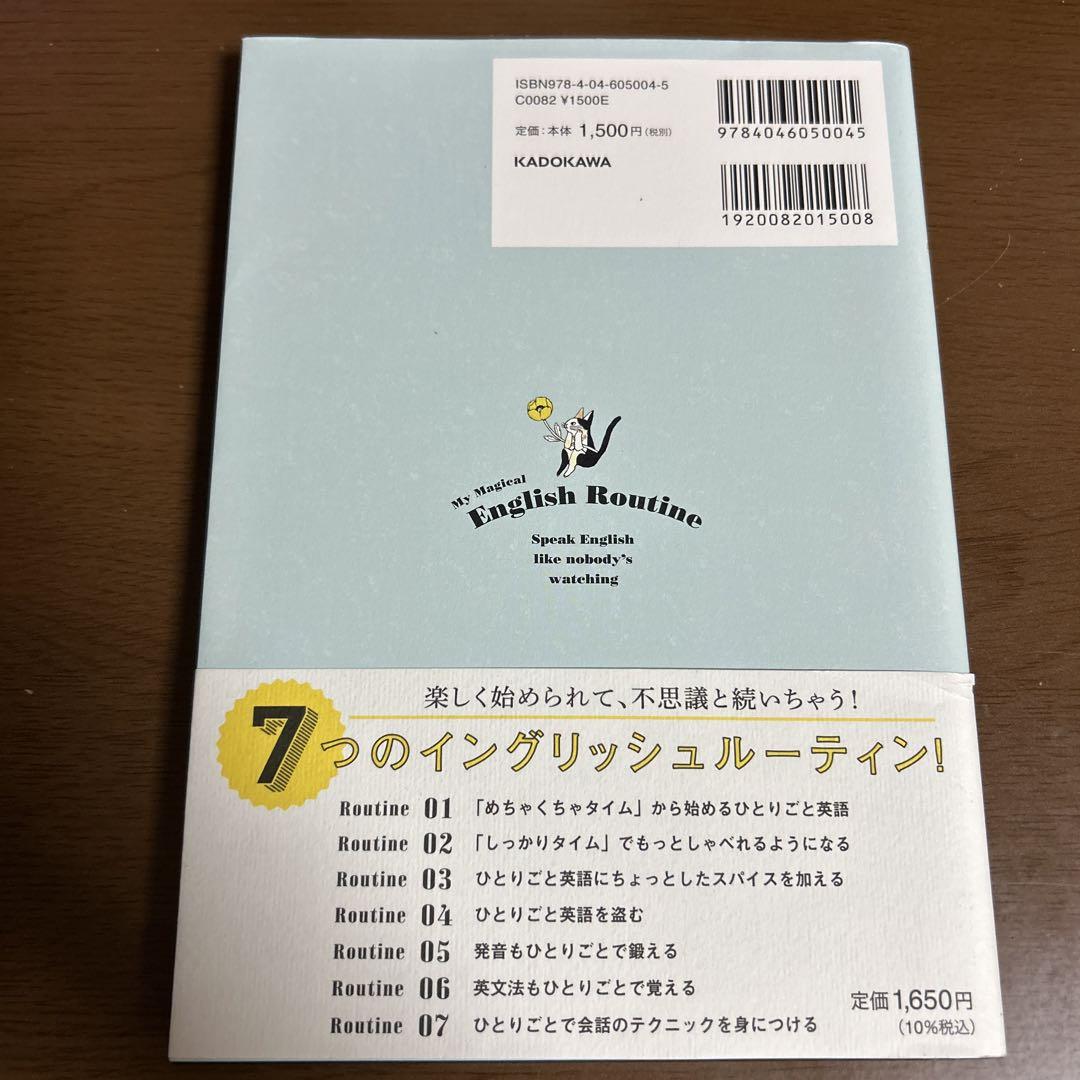 ISBN978-4-04-605004-5
C0082 ¥1500E
定価：本体 1,500円（税別）
KADOKAWA
9784046050045
1920082015008
My Magical
English Routine
Speak English
like nobody's
watching
楽しく始められて、不思議と続いちゃう！
7つのイングリッシュルーティン！
Routine 01 「めちゃくちゃタイム」から始めるひとりごと英語
Routine 02 「しっかりタイム」でもっとしゃべれるようになる
Routine 03 ひとりごと英語にちょっとしたスパイスを加える
Routine 04 ひとりごと英語を盗む
Routine 05 発音もひとりごとで鍛える
Routine 06 英文法もひとりごとで覚える
Routine 07 ひとりごとで会話のテクニックを身につける
定価1,650円
（10％税込）